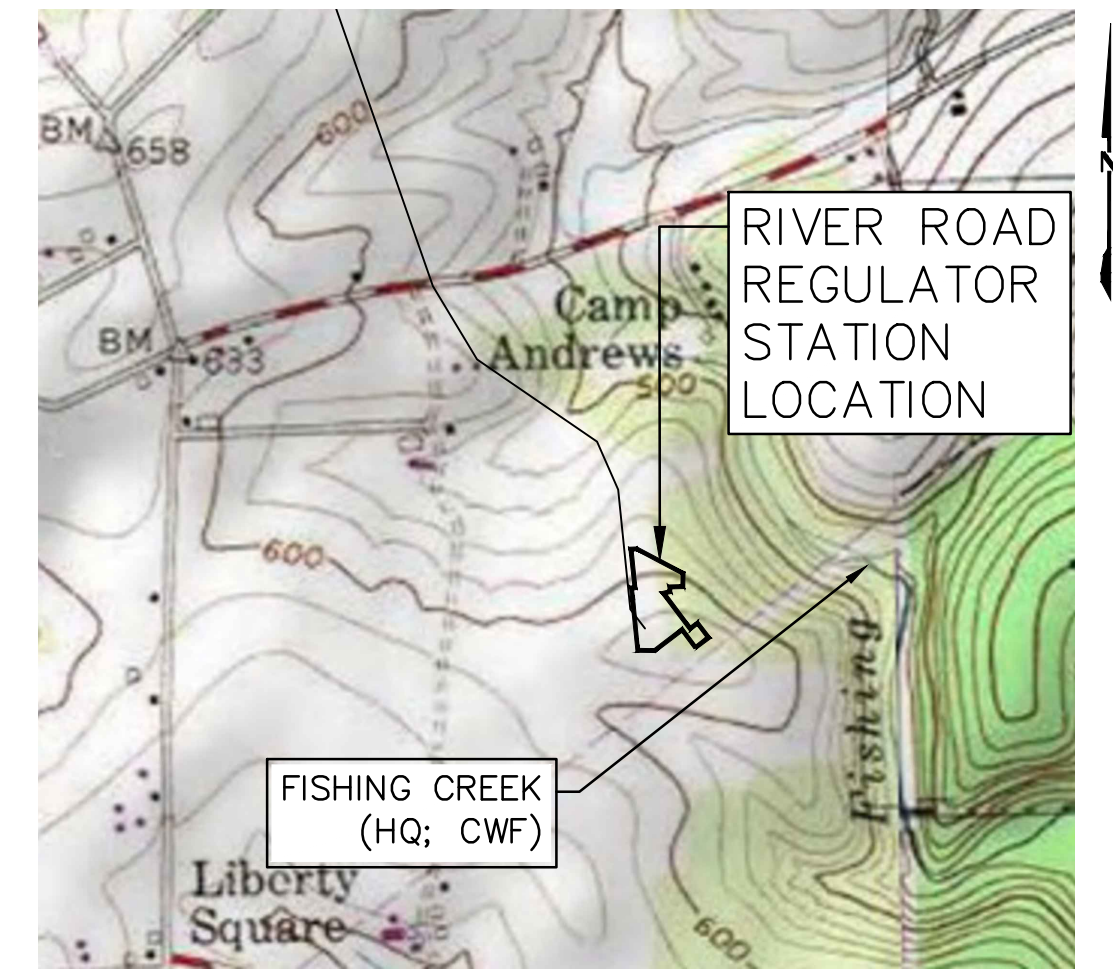 600
BM 658
N
RIVER ROAD
REGULATOR
STATION
LOCATION
Camp
Andrews
BM 633
500
600
Fishing
FISHING CREEK
(HQ; CWF)
Liberty
Square
600